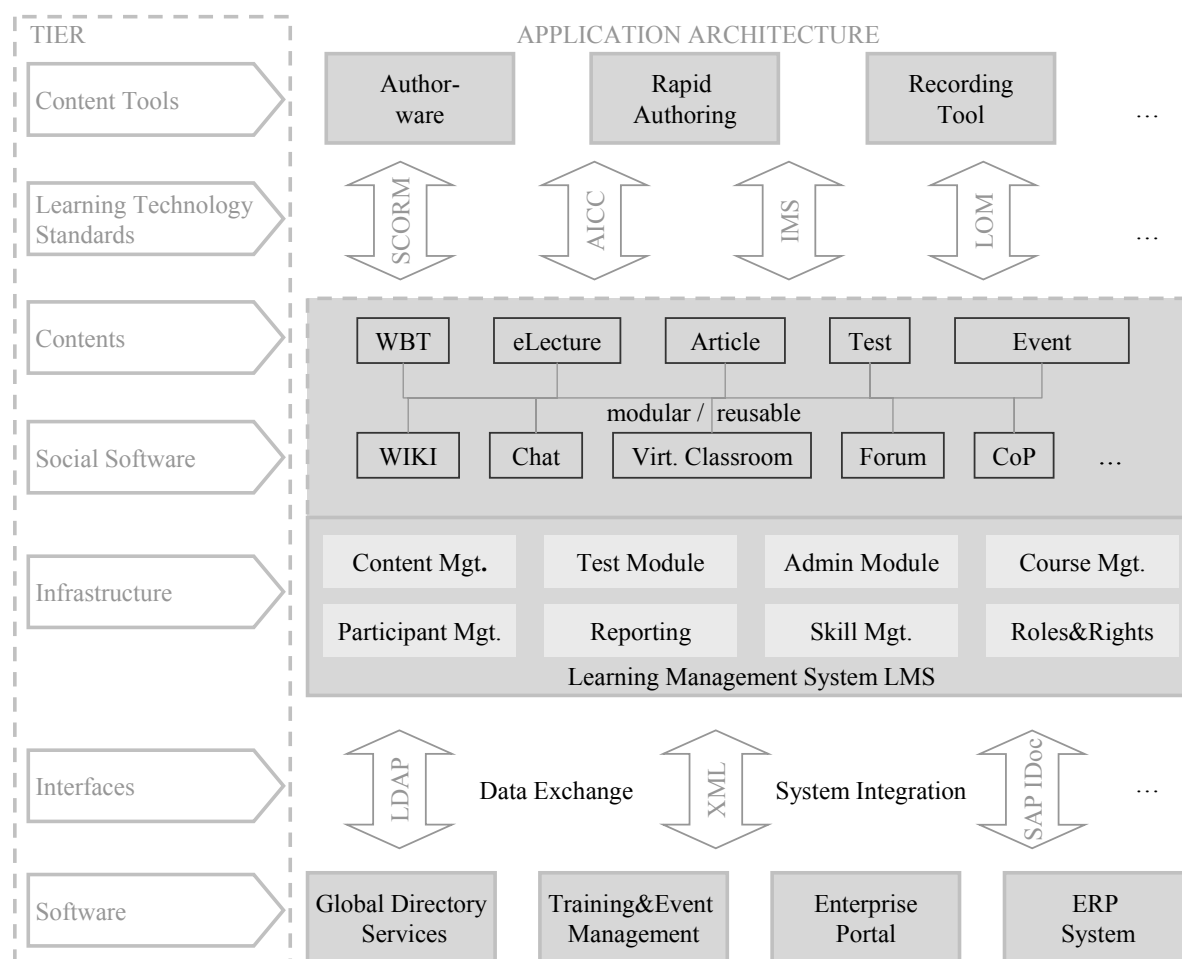 TIER
APPLICATION ARCHITECTURE
Content Tools
Author-
ware
Rapid
Authoring
Recording
Tool
…
Learning Technology
Standards
SCORM
AICC
IMS
LOM
…
Contents
WBT
eLecture
Article
Test
Event
modular / reusable
Social Software
WIKI
Chat
Virt. Classroom
Forum
CoP
…
Infrastructure
Content Mgt.
Test Module
Admin Module
Course Mgt.
Participant Mgt.
Reporting
Skill Mgt.
Roles&Rights
Learning Management System LMS
Interfaces
LDAP
Data Exchange
XML
System Integration
SAP IDoc
…
Software
Global Directory
Services
Training&Event
Management
Enterprise
Portal
ERP
System